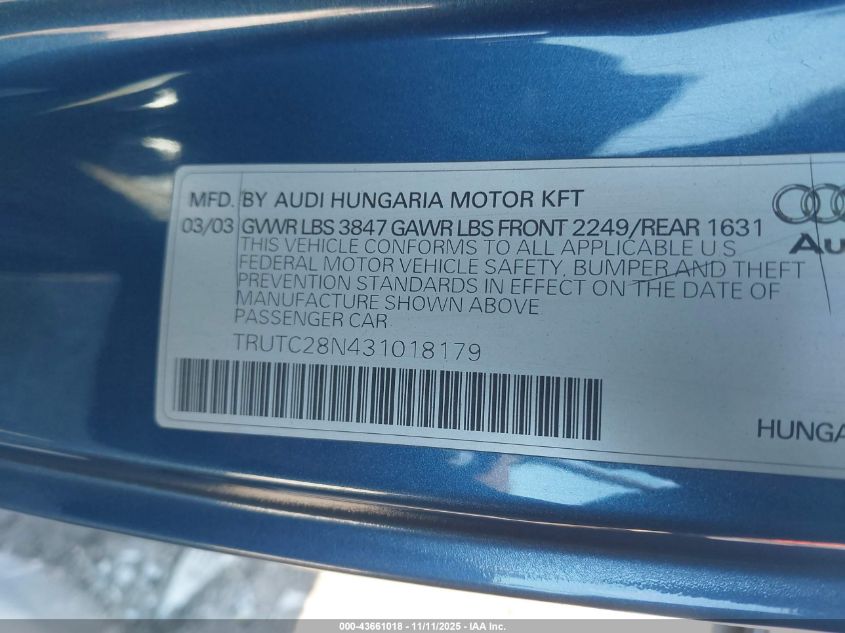 MFD. BY AUDI HUNGARIA MOTOR KFT
03/03 GVWR LBS 3847 GAWR LBS FRONT 2249/REAR 1631
THIS VEHICLE CONFORMS TO ALL APPLICABLE U S
FEDERAL MOTOR VEHICLE SAFETY, BUMPER AND THEFT
PREVENTION STANDARDS IN EFFECT ON THE DATE OF
MANUFACTURE SHOWN ABOVE
PASSENGER CAR
TRUTC28N431018179
Au
HUNGA
000-43661018 - 11/11/2025 - IAA Inc.